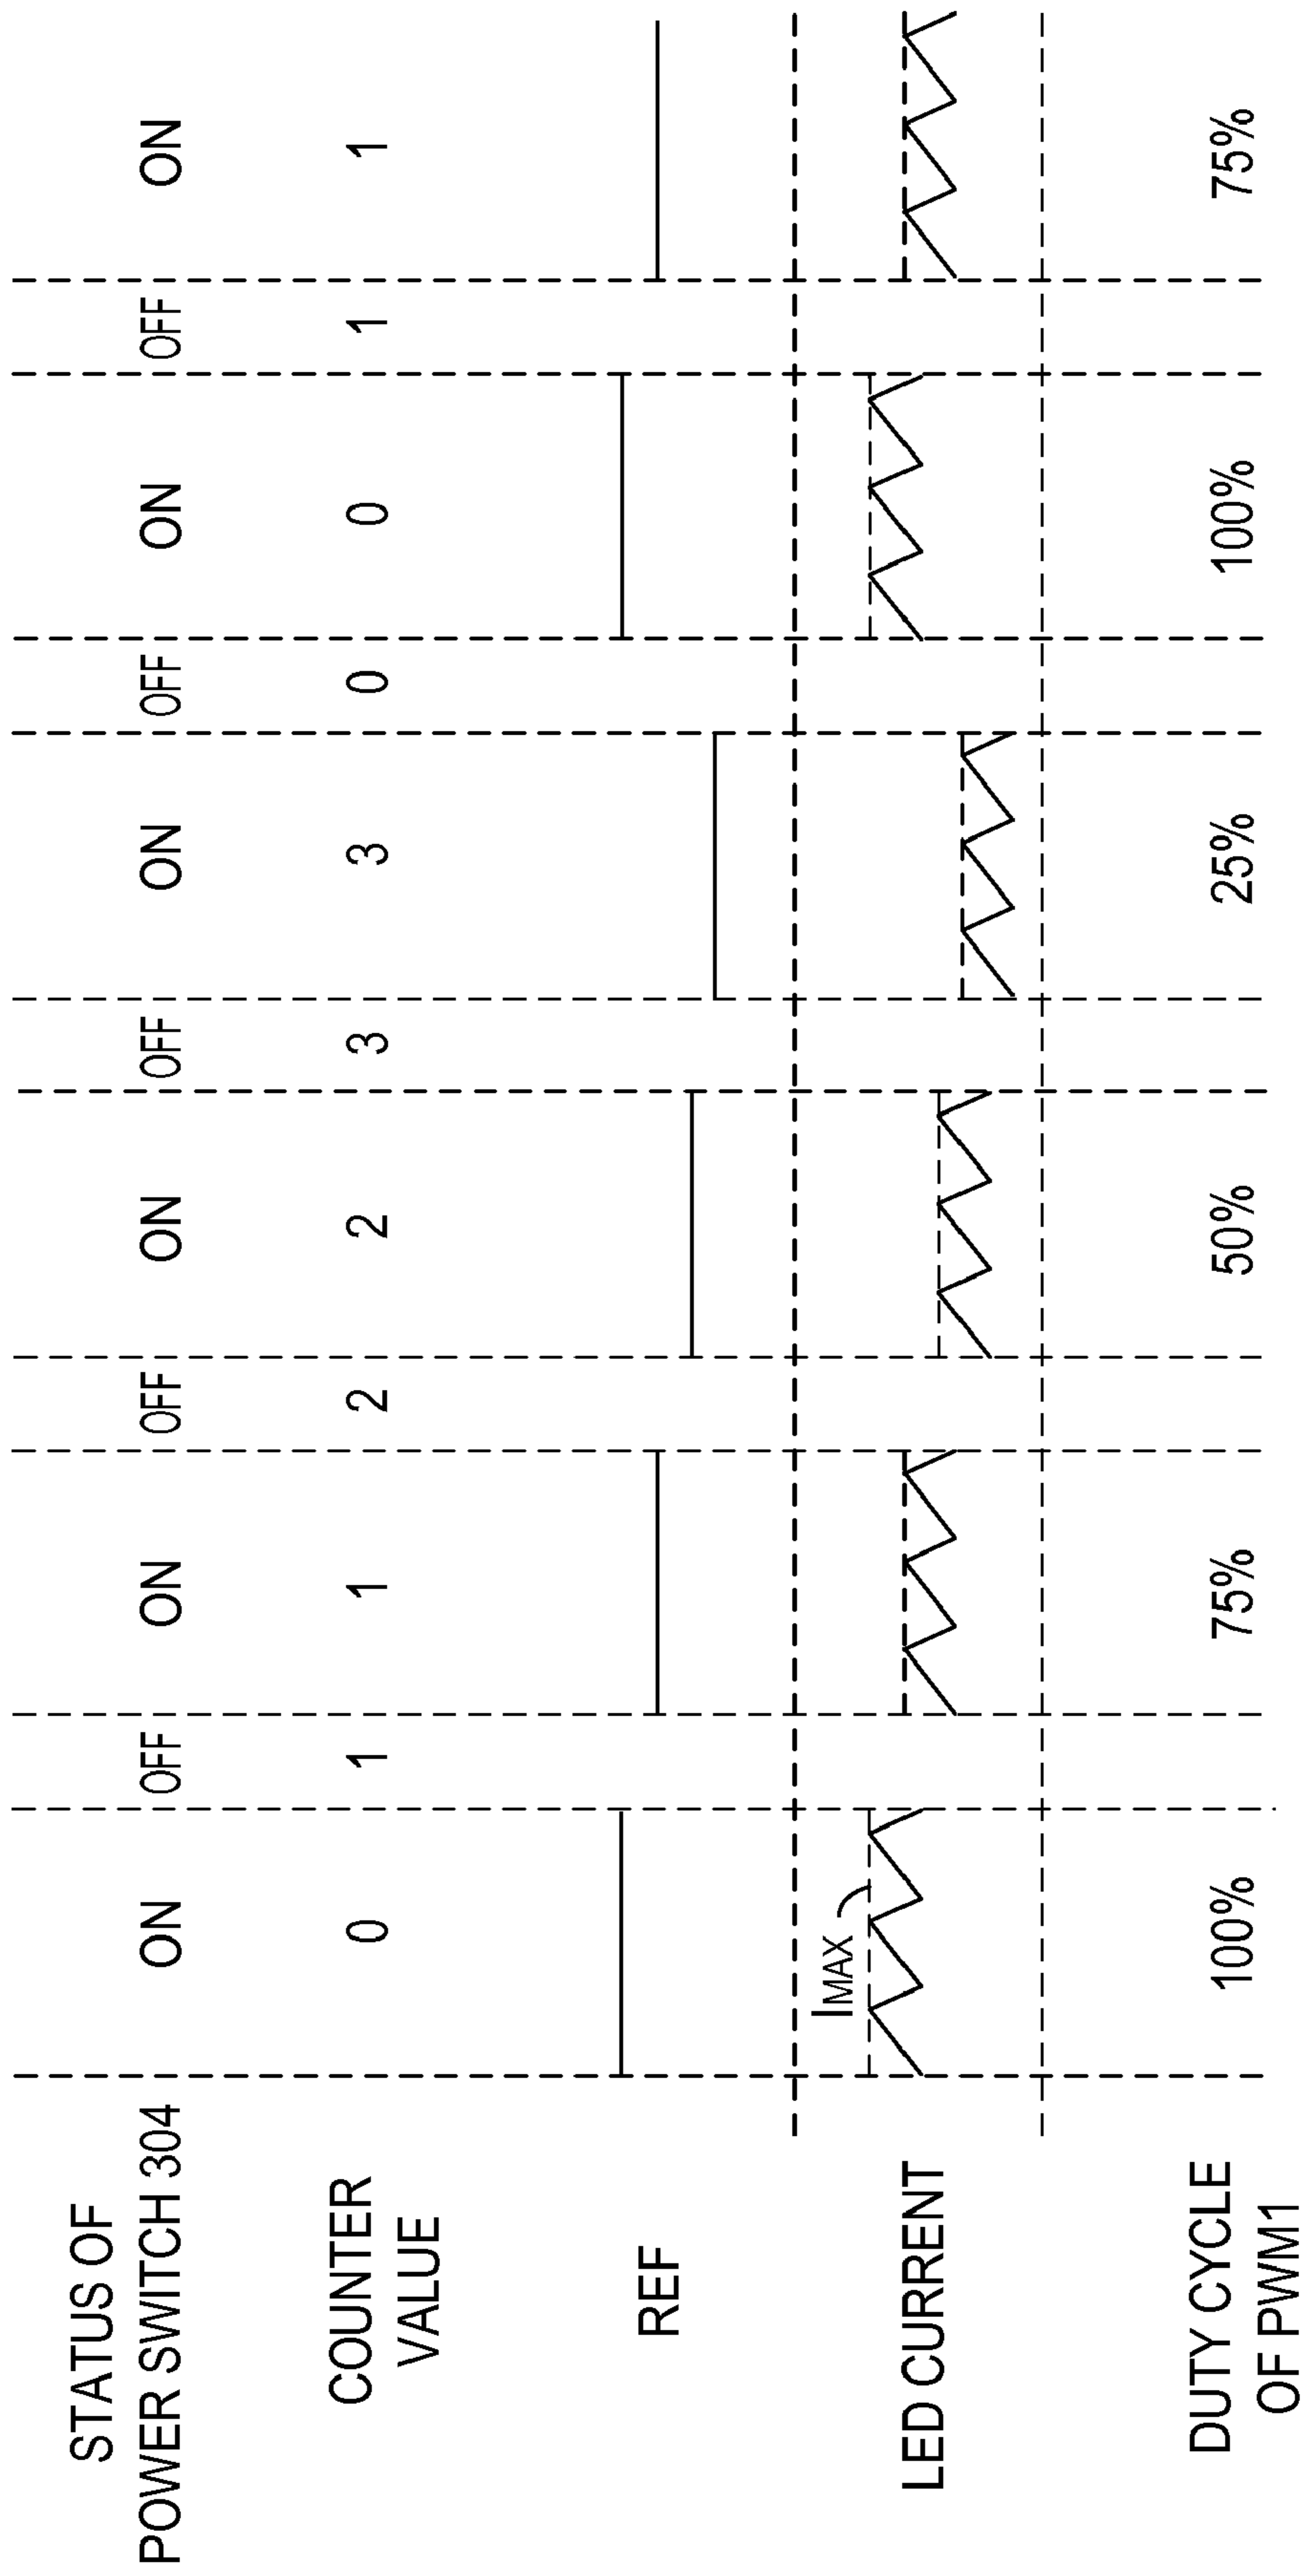 STATUS OF
POWER SWITCH 304
ON OFF ON OFF ON OFF ON OFF ON OFF ON
COUNTER
VALUE
0 1 1 2 2 3 3 0 0 1 1
REF
LED CURRENT
IMAX
DUTY CYCLE
OF PWM1
100% 75% 50% 25% 100% 75%